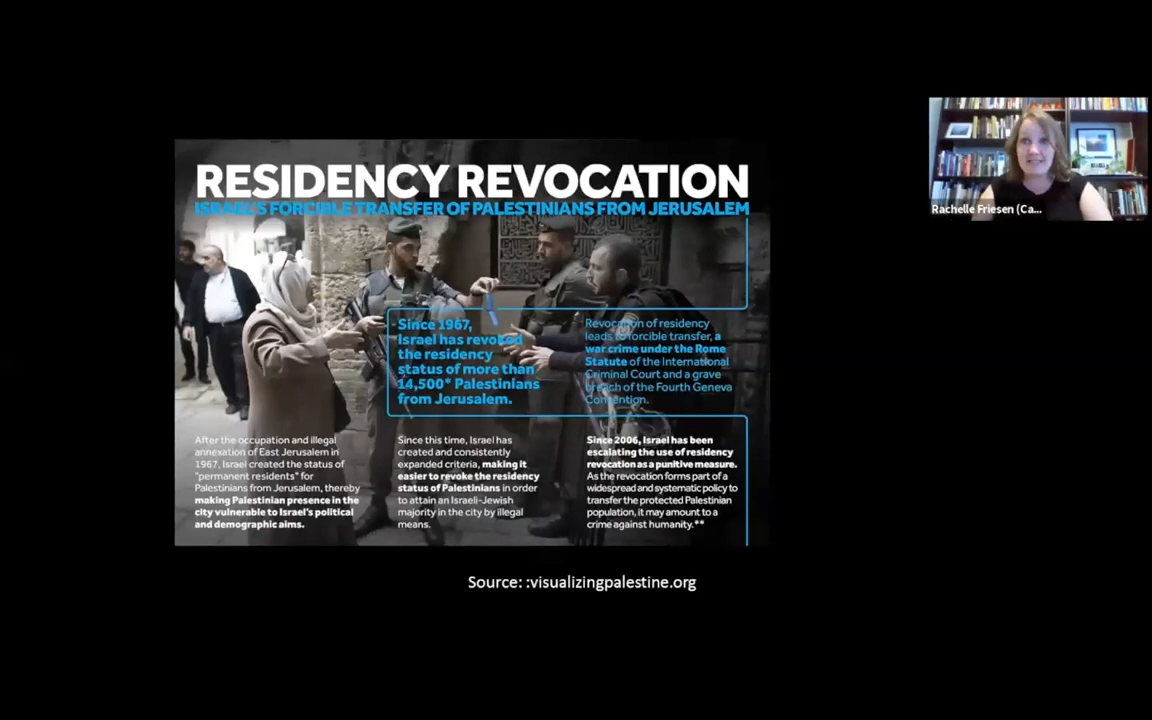 RESIDENCY REVOCATION
ISRAEL'S FORCIBLE TRANSFER OF PALESTINIANS FROM JERUSALEM
Since 1967,
Israel has revoked
the residency
status of more than
14,500* Palestinians
from Jerusalem.
Revocation of residency
leads to forcible transfer, a
war crime under the Rome
Statute of the International
Criminal Court and a grave
breach of the Fourth Geneva
Convention.
After the occupation and illegal
annexation of East Jerusalem in
1967, Israel created the status of
"permanent residents" for
Palestinians from Jerusalem, thereby
making Palestinian presence in the
city vulnerable to Israel's political
and demographic aims.
Since this time, Israel has
created and consistently
expanded criteria, making it
easier to revoke the residency
status of Palestinians in order
to attain an Israeli-Jewish
majority in the city by illegal
means.
Since 2006, Israel has been
escalating the use of residency
revocation as a punitive measure.
As the revocation forms part of a
widespread and systematic policy to
transfer the protected Palestinian
population, it may amount to a
crime against humanity.**
Source: :visualizingpalestine.org
Rachelle Friesen (Ca...